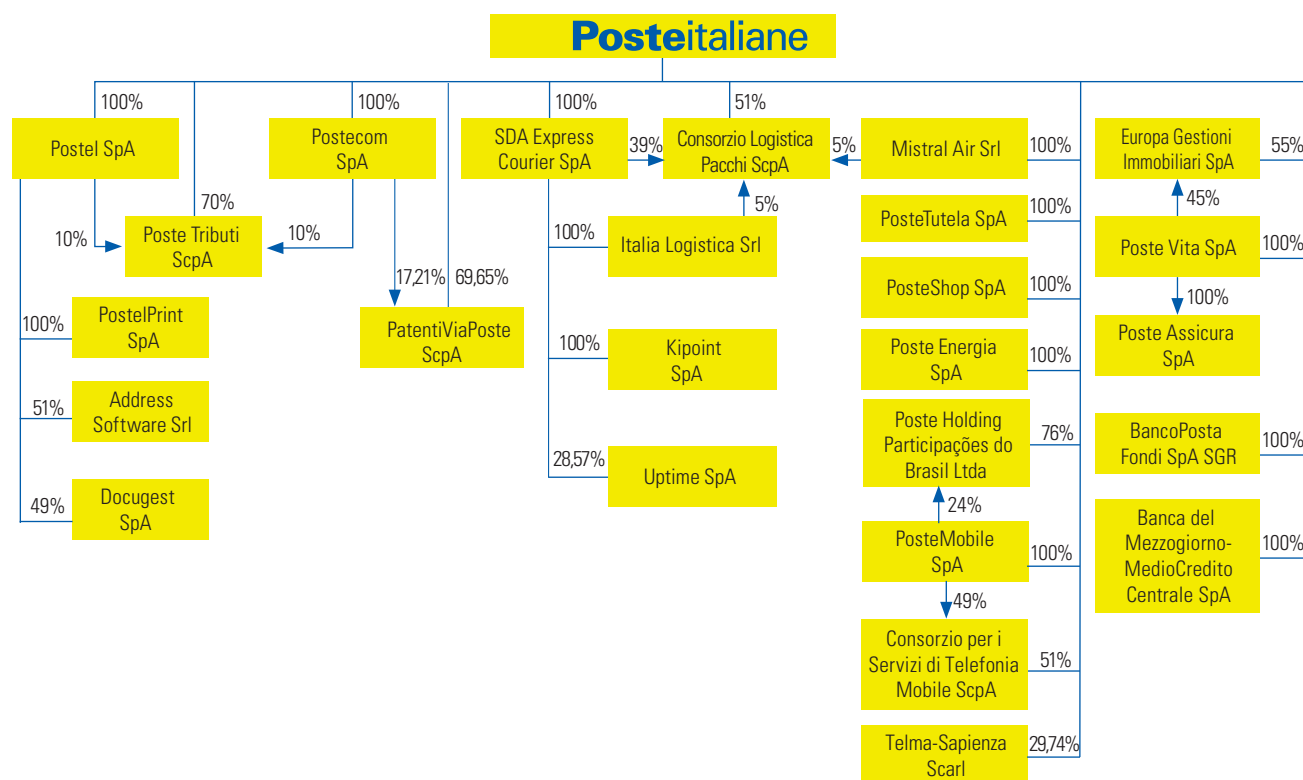 Posteitaliane
100%
100%
100%
51%
Postel SpA
Postecom
SpA
SDA Express
Courier SpA
39%
Consorzio Logistica
Pacchi ScpA
5%
Mistral Air Srl
100%
Europa Gestioni
Immobiliari SpA
55%
70%
10%
Poste Tributi
ScpA
10%
5%
100%
Italia Logistica Srl
PosteTutela SpA
100%
45%
Poste Vita SpA
100%
17,21%
69,65%
PosteShop SpA
100%
100%
PostelPrint
SpA
100%
PatentiViaPoste
ScpA
100%
Kipoint
SpA
Poste Energia
SpA
100%
Poste Assicura
SpA
51%
Address
Software Srl
Poste Holding
Participações do
Brasil Ltda
76%
BancoPosta
Fondi SpA SGR
100%
28,57%
Uptime SpA
49%
Docugest
SpA
24%
PosteMobile
SpA
100%
Banca del
Mezzogiorno-
MedioCredito
Centrale SpA
100%
49%
Consorzio per i
Servizi di Telefonia
Mobile ScpA
51%
Telma-Sapienza
Scarl
29,74%